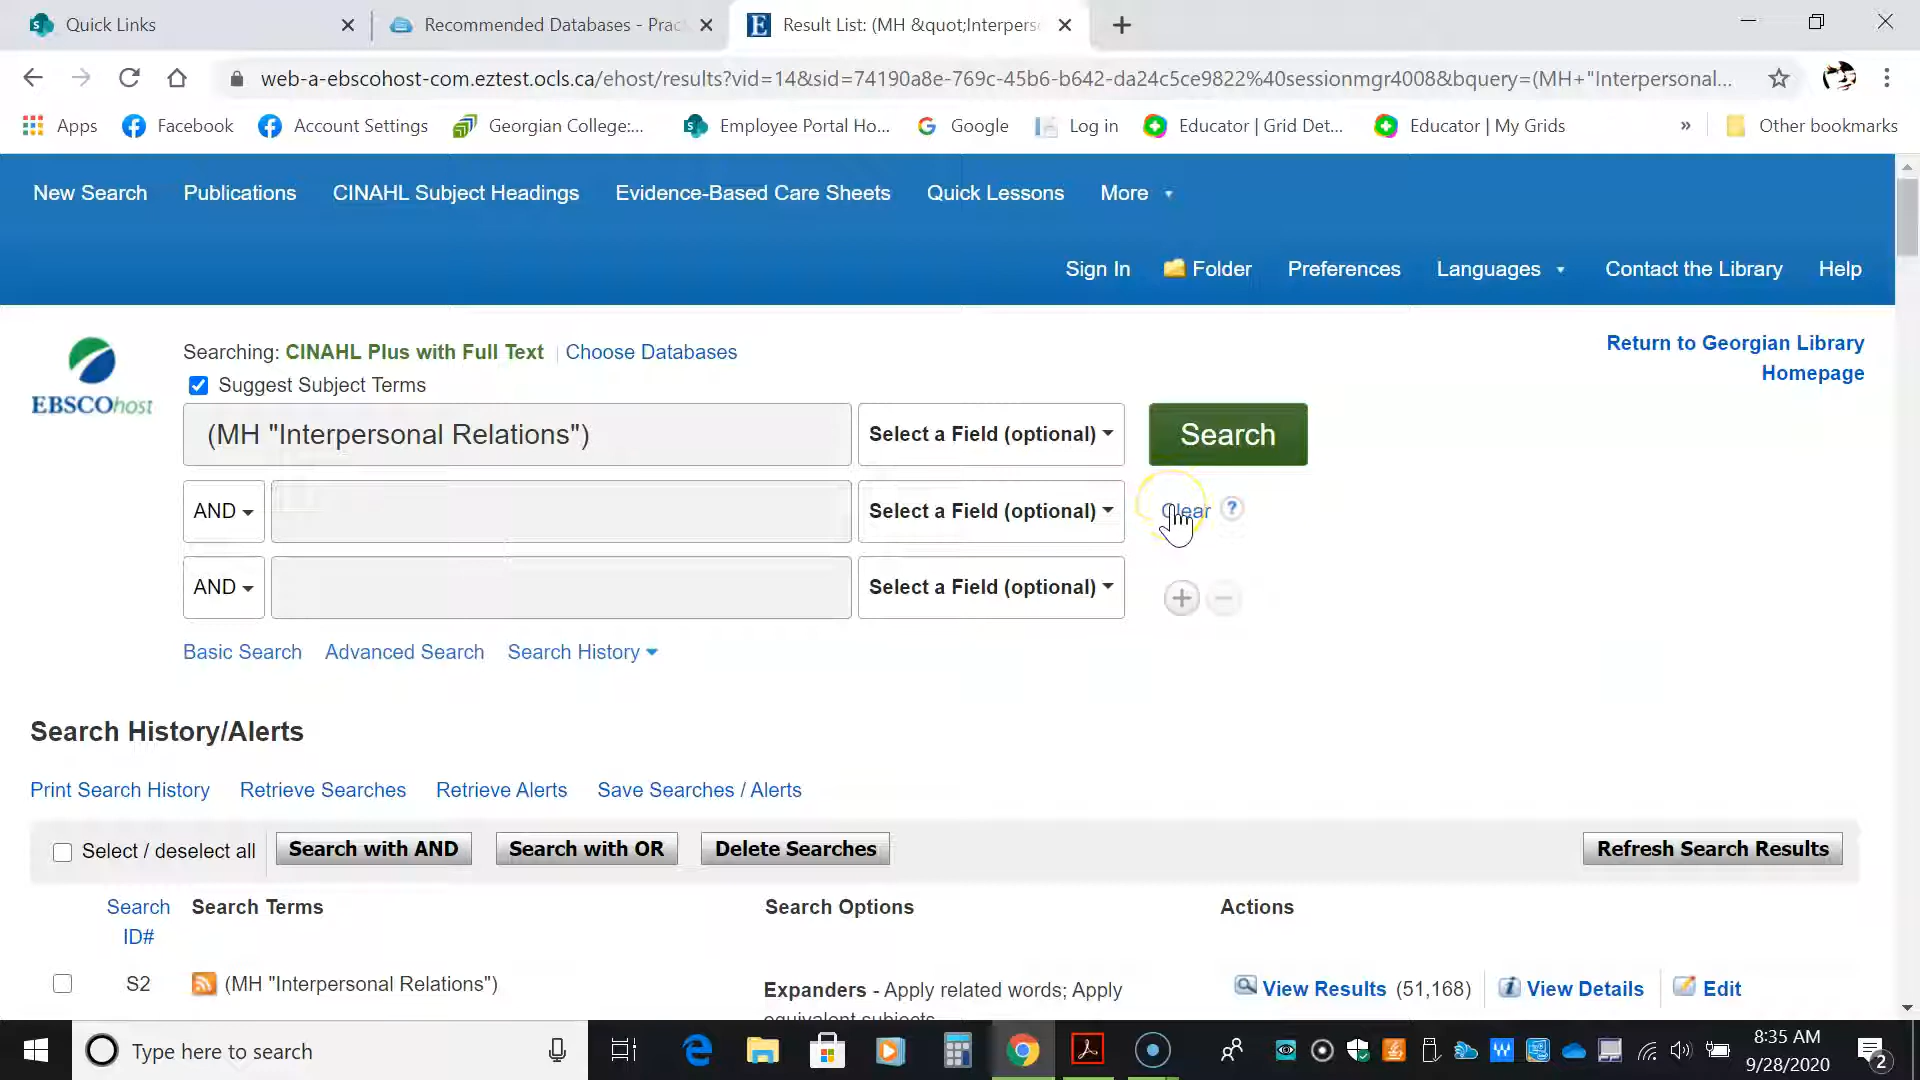 Quick Links
Recommended Databases - Prac
Result List: (MH &quot;Interpers
web-a-ebscohost-com.eztest.ocls.ca/ehost/results?vid=14&sid=74190a8e-769c-45b6-b642-da24c5ce9822%40sessionmgr4008&bquery=(MH+"Interpersonal...
Apps Facebook Account Settings Georgian College:... Employee Portal Ho... Google Log in Educator | Grid Det... Educator | My Grids » Other bookmarks
New Search Publications CINAHL Subject Headings Evidence-Based Care Sheets Quick Lessons More
Sign In Folder Preferences Languages Contact the Library Help
Searching: CINAHL Plus with Full Text | Choose Databases
Return to Georgian Library
Homepage
Suggest Subject Terms
EBSCOhost
(MH "Interpersonal Relations") Select a Field (optional) Search
AND Select a Field (optional) Clear ?
AND Select a Field (optional)
Basic Search Advanced Search Search History
Search History/Alerts
Print Search History Retrieve Searches Retrieve Alerts Save Searches / Alerts
Select / deselect all Search with AND Search with OR Delete Searches Refresh Search Results
Search Search Terms Search Options Actions
ID#
S2 (MH "Interpersonal Relations") View Results (51,168) View Details Edit
Expanders - Apply related words; Apply
equivalent subjects
Type here to search
8:35 AM
9/28/2020
2